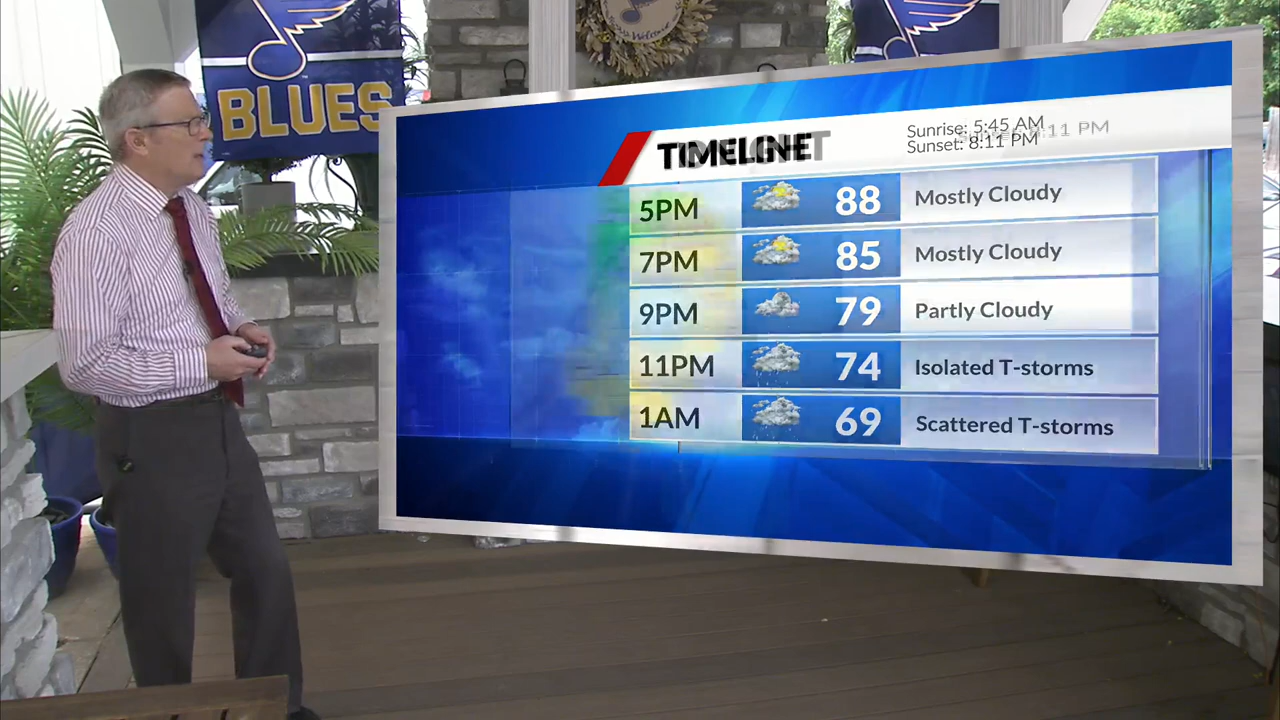 BLUES
Welcome
TIMELINE
Sunrise: 5:45 AM
Sunset: 8:11 PM
5PM 88 Mostly Cloudy
7PM 85 Mostly Cloudy
9PM 79 Partly Cloudy
11PM 74 Isolated T-storms
1AM 69 Scattered T-storms